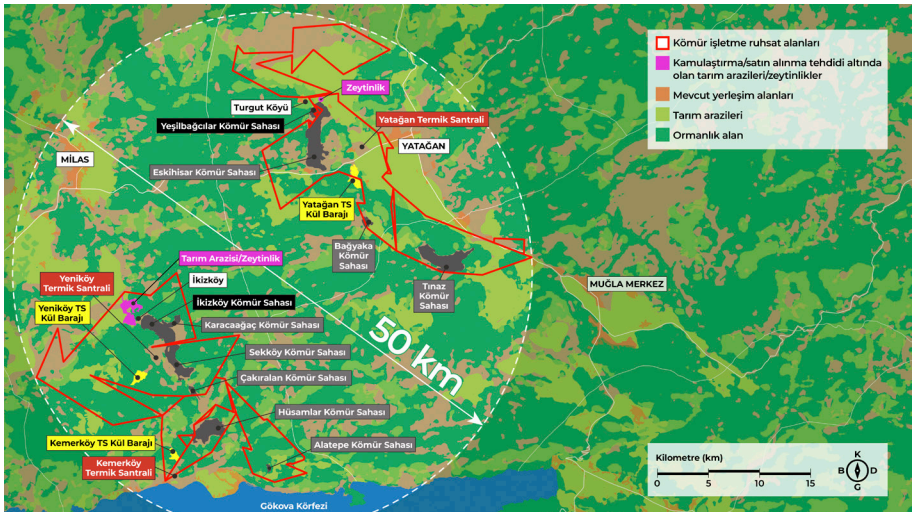 Kömür işletme ruhsat alanları
Kamulaştırma/satın alınma tehdidi altında
olan tarım arazileri/zeytinlikler
Mevcut yerleşim alanları
Tarım arazileri
Ormanlık alan
Zeytinlik
Turgut Köyü
Yeşilbağcılar Kömür Sahası
Yatağan Termik Santrali
YATAĞAN
MİLAS
Eskihisar Kömür Sahası
Yatağan TS
Kül Barajı
Bağyaka
Kömür
Sahası
Tınaz
Kömür
Sahası
MUĞLA MERKEZ
Tarım Arazisi/Zeytinlik
Yeniköy
Termik Santrali
İkizköy
İkizköy Kömür Sahası
Yeniköy TS
Kül Barajı
Karacaağaç Kömür Sahası
50 km
Sekköy Kömür Sahası
Çakıralan Kömür Sahası
Hüsamlar Kömür Sahası
Kemerköy TS Kül Barajı
Alatepe Kömür Sahası
Kemerköy
Termik Santrali
Gökova Körfezi
Kilometre (km)
0 5 10 15
K
B D
G